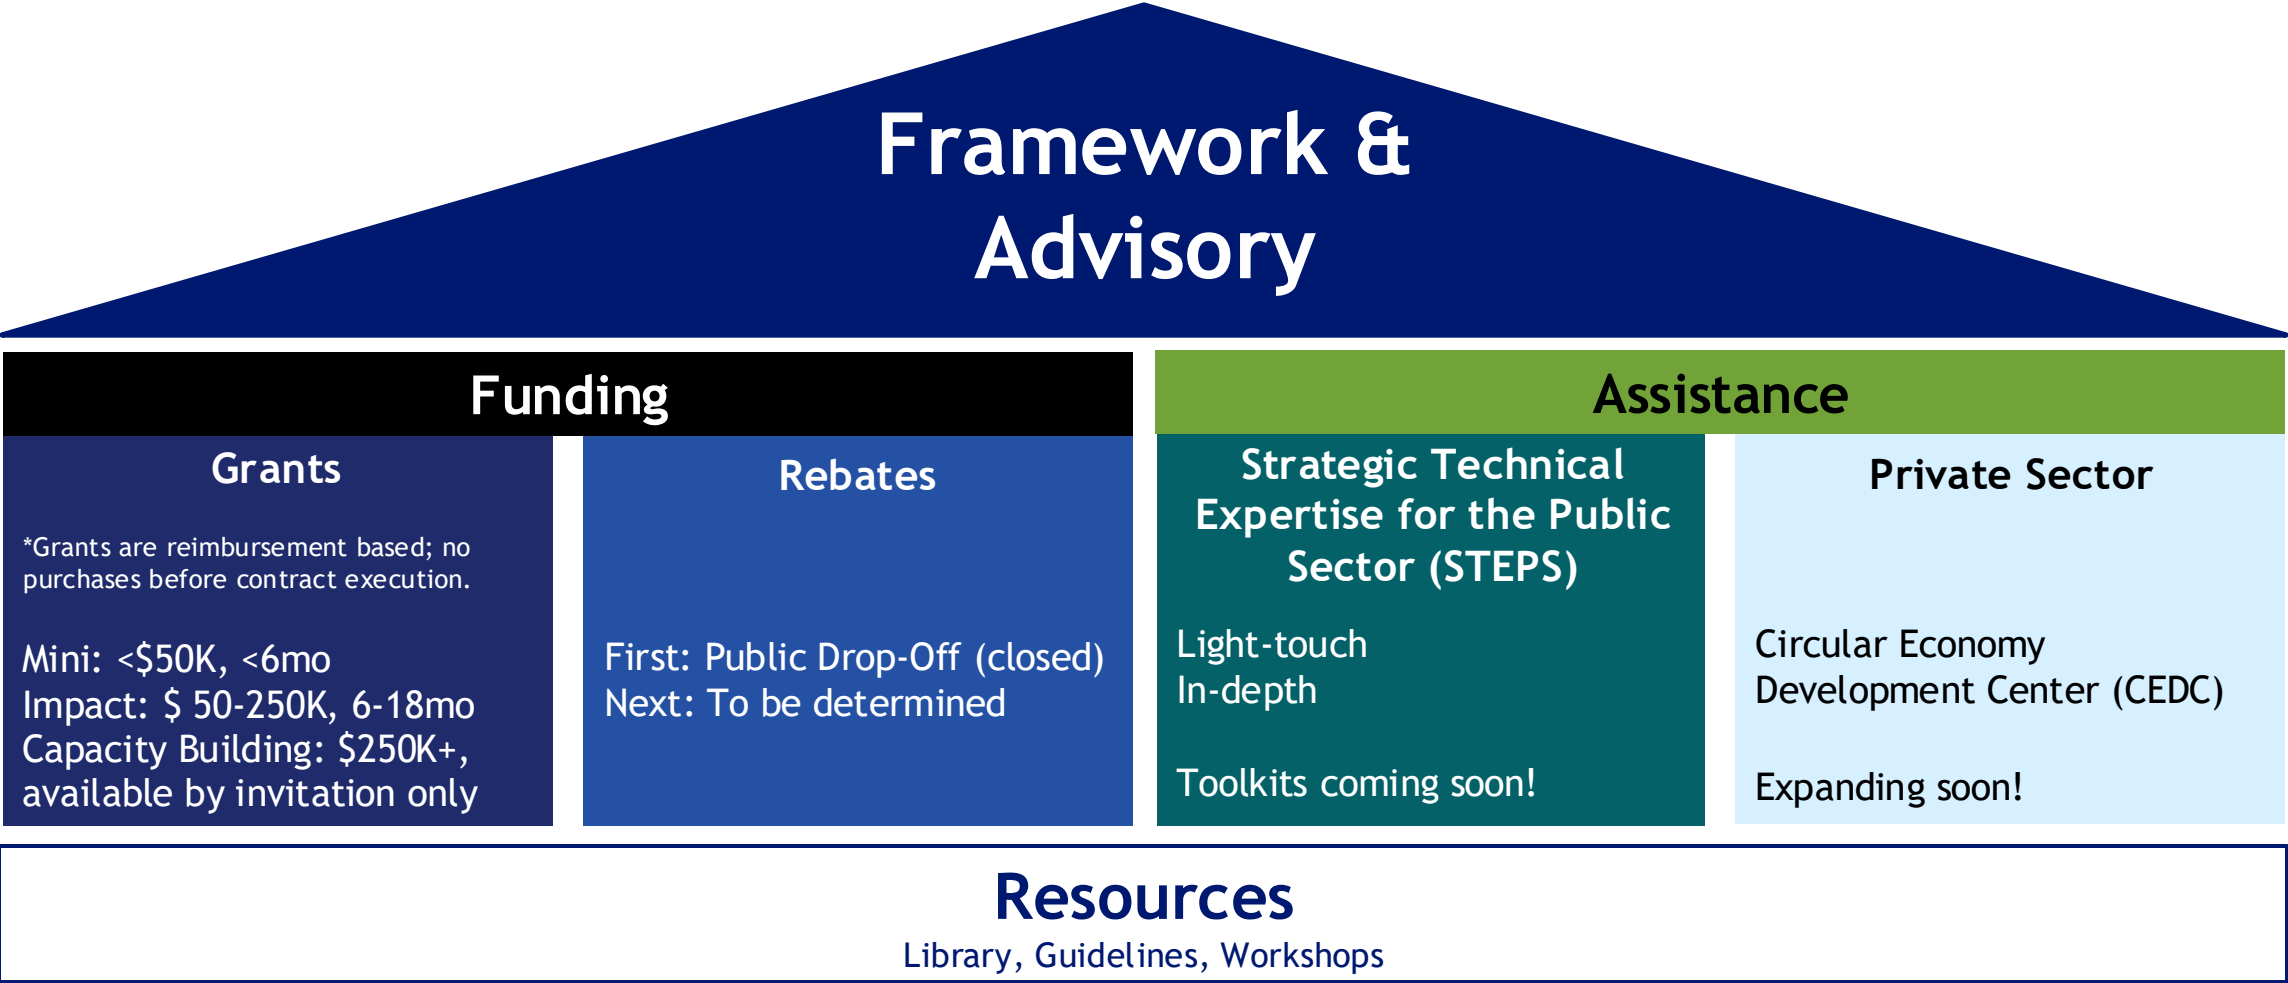 Framework &
Advisory
Funding
Grants
*Grants are reimbursement based; no
purchases before contract execution.
Mini: <$50K, <6mo
Impact: $ 50-250K, 6-18mo
Capacity Building: $250K+,
available by invitation only
Rebates
First: Public Drop-Off (closed)
Next: To be determined
Assistance
Strategic Technical
Expertise for the Public
Sector (STEPS)
Light-touch
In-depth
Toolkits coming soon!
Private Sector
Circular Economy
Development Center (CEDC)
Expanding soon!
Resources
Library, Guidelines, Workshops